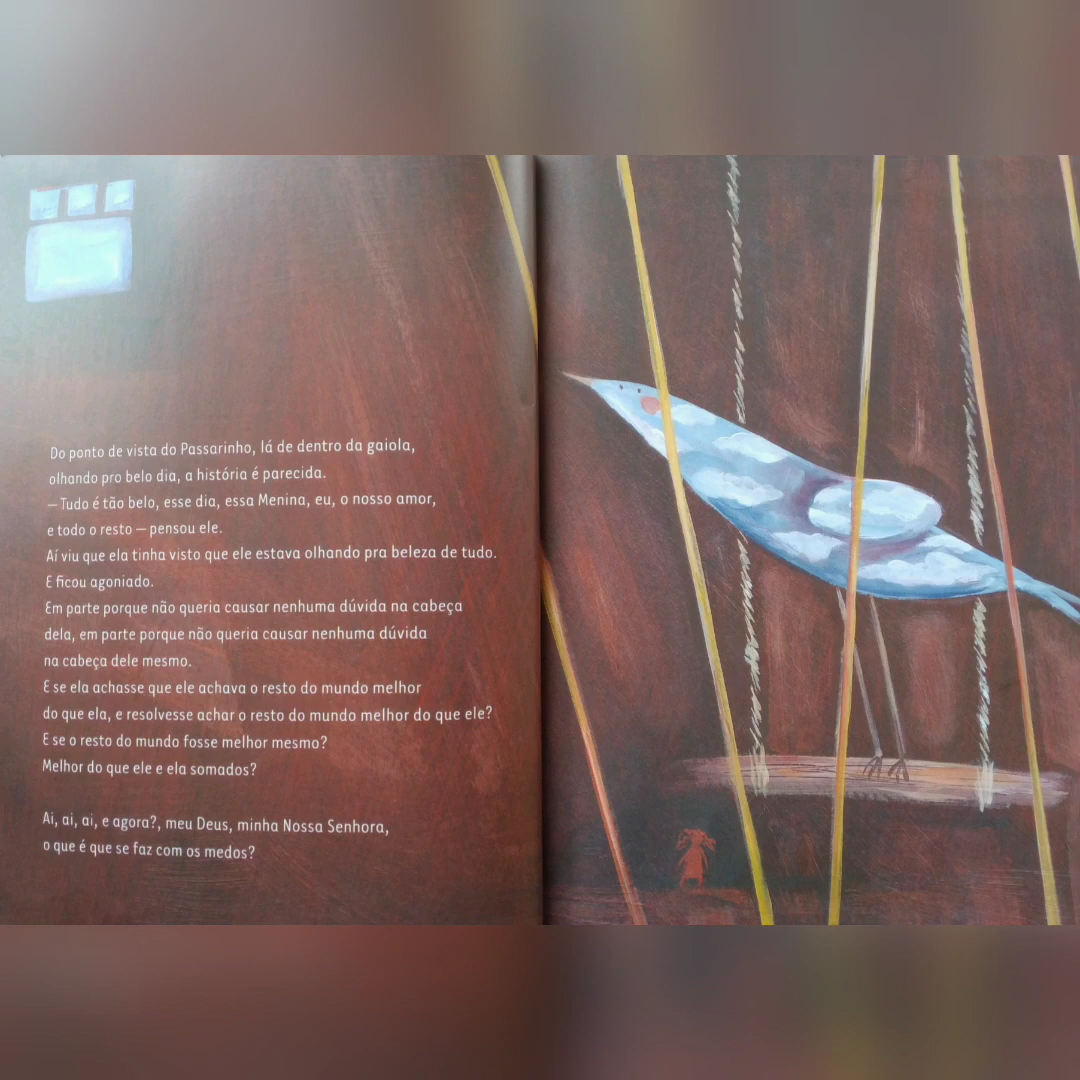 Do ponto de vista do Passarinho, lá de dentro da gaiola,
olhando pro belo dia, a história é parecida.
— Tudo é tão belo, esse dia, essa Menina, eu, o nosso amor,
e todo o resto — pensou ele.
Aí viu que ela tinha visto que ele estava olhando pra beleza de tudo.
E ficou agoniado.
Em parte porque não queria causar nenhuma dúvida na cabeça
dela, em parte porque não queria causar nenhuma dúvida
na cabeça dele mesmo.
E se ela achasse que ele achava o resto do mundo melhor
do que ela, e resolvesse achar o resto do mundo melhor do que ele?
E se o resto do mundo fosse melhor mesmo?
Melhor do que ele e ela somados?
Ai, ai, ai, e agora?, meu Deus, minha Nossa Senhora,
o que é que se faz com os medos?